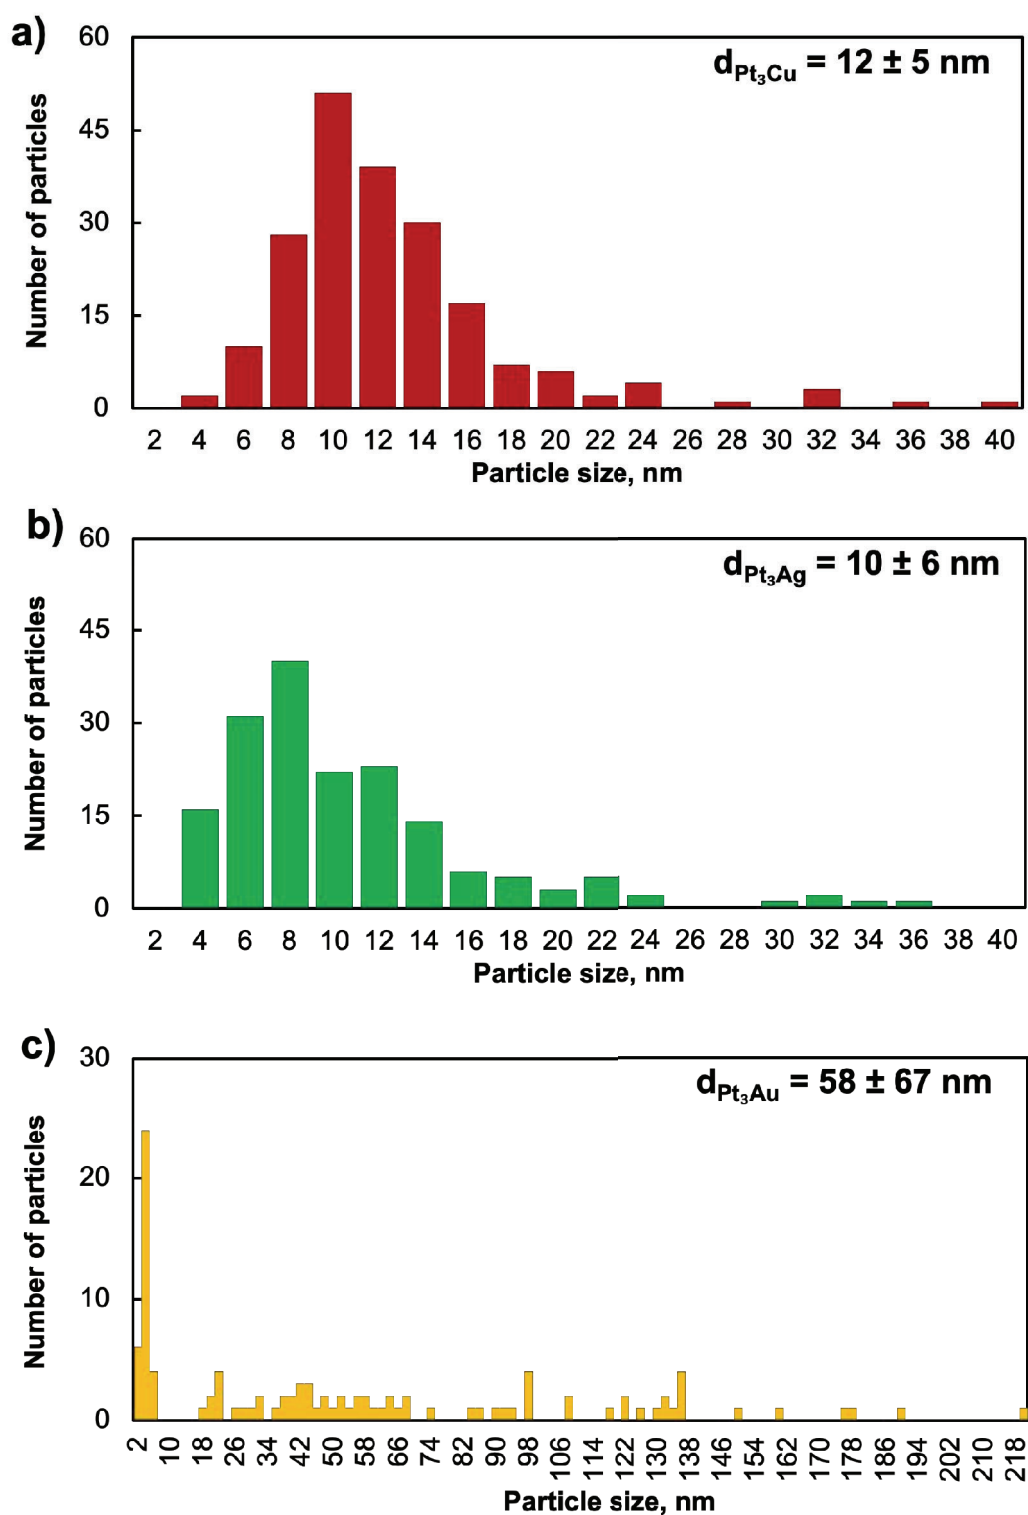 a)
60
45
30
15
0
Number of particles
d_Pt₃Cu = 12 ± 5 nm
2 4 6 8 10 12 14 16 18 20 22 24 26 28 30 32 34 36 38 40
Particle size, nm
b)
60
45
30
15
0
Number of particles
d_Pt₃Ag = 10 ± 6 nm
2 4 6 8 10 12 14 16 18 20 22 24 26 28 30 32 34 36 38 40
Particle size, nm
c)
30
20
10
0
Number of particles
d_Pt₃Au = 58 ± 67 nm
2 10 18 26 34 42 50 58 66 74 82 90 98 106 114 122 130 138 146 154 162 170 178 186 194 202 210 218
Particle size, nm